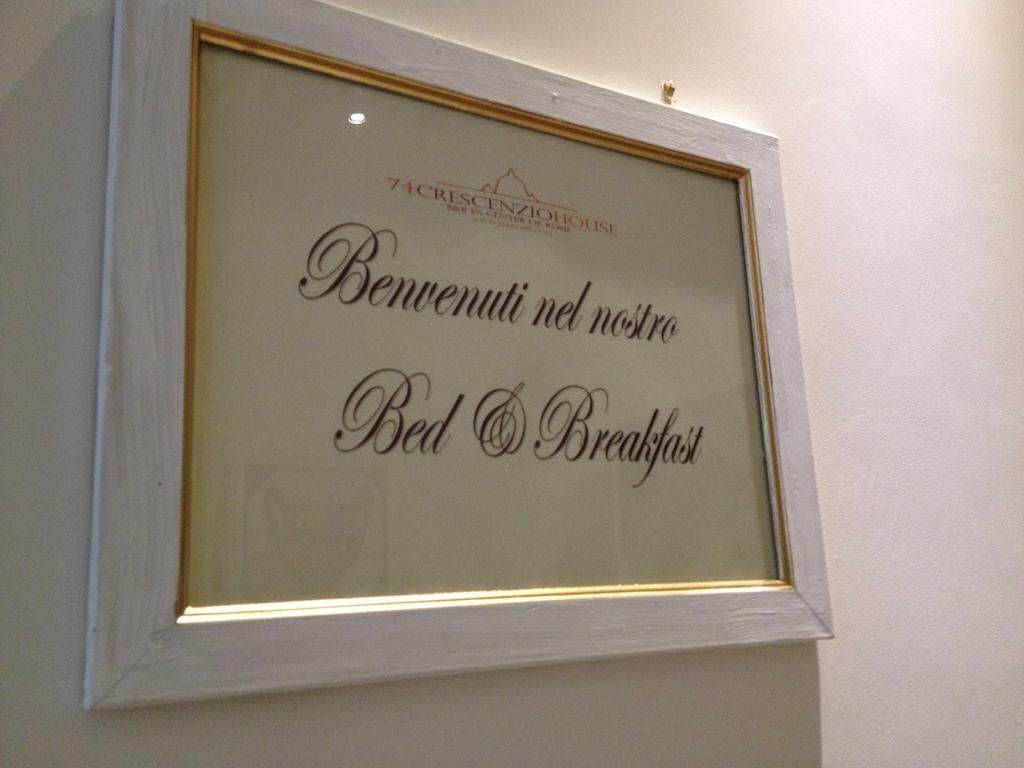 74CRESCENZIOHOUSE
B&B IN CENTER OF ROME
Benvenuti nel nostro
Bed & Breakfast